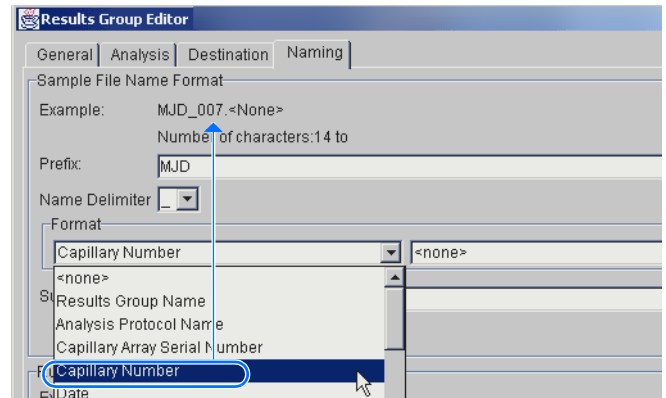 Results Group Editor
General Analysis Destination Naming
Sample File Name Format
Example: MJD_007.<None>
Number of characters:14 to
Prefix: MJD
Name Delimiter _
Format
Capillary Number <none>
<none>
Results Group Name
Analysis Protocol Name
Capillary Array Serial Number
Capillary Number
Date